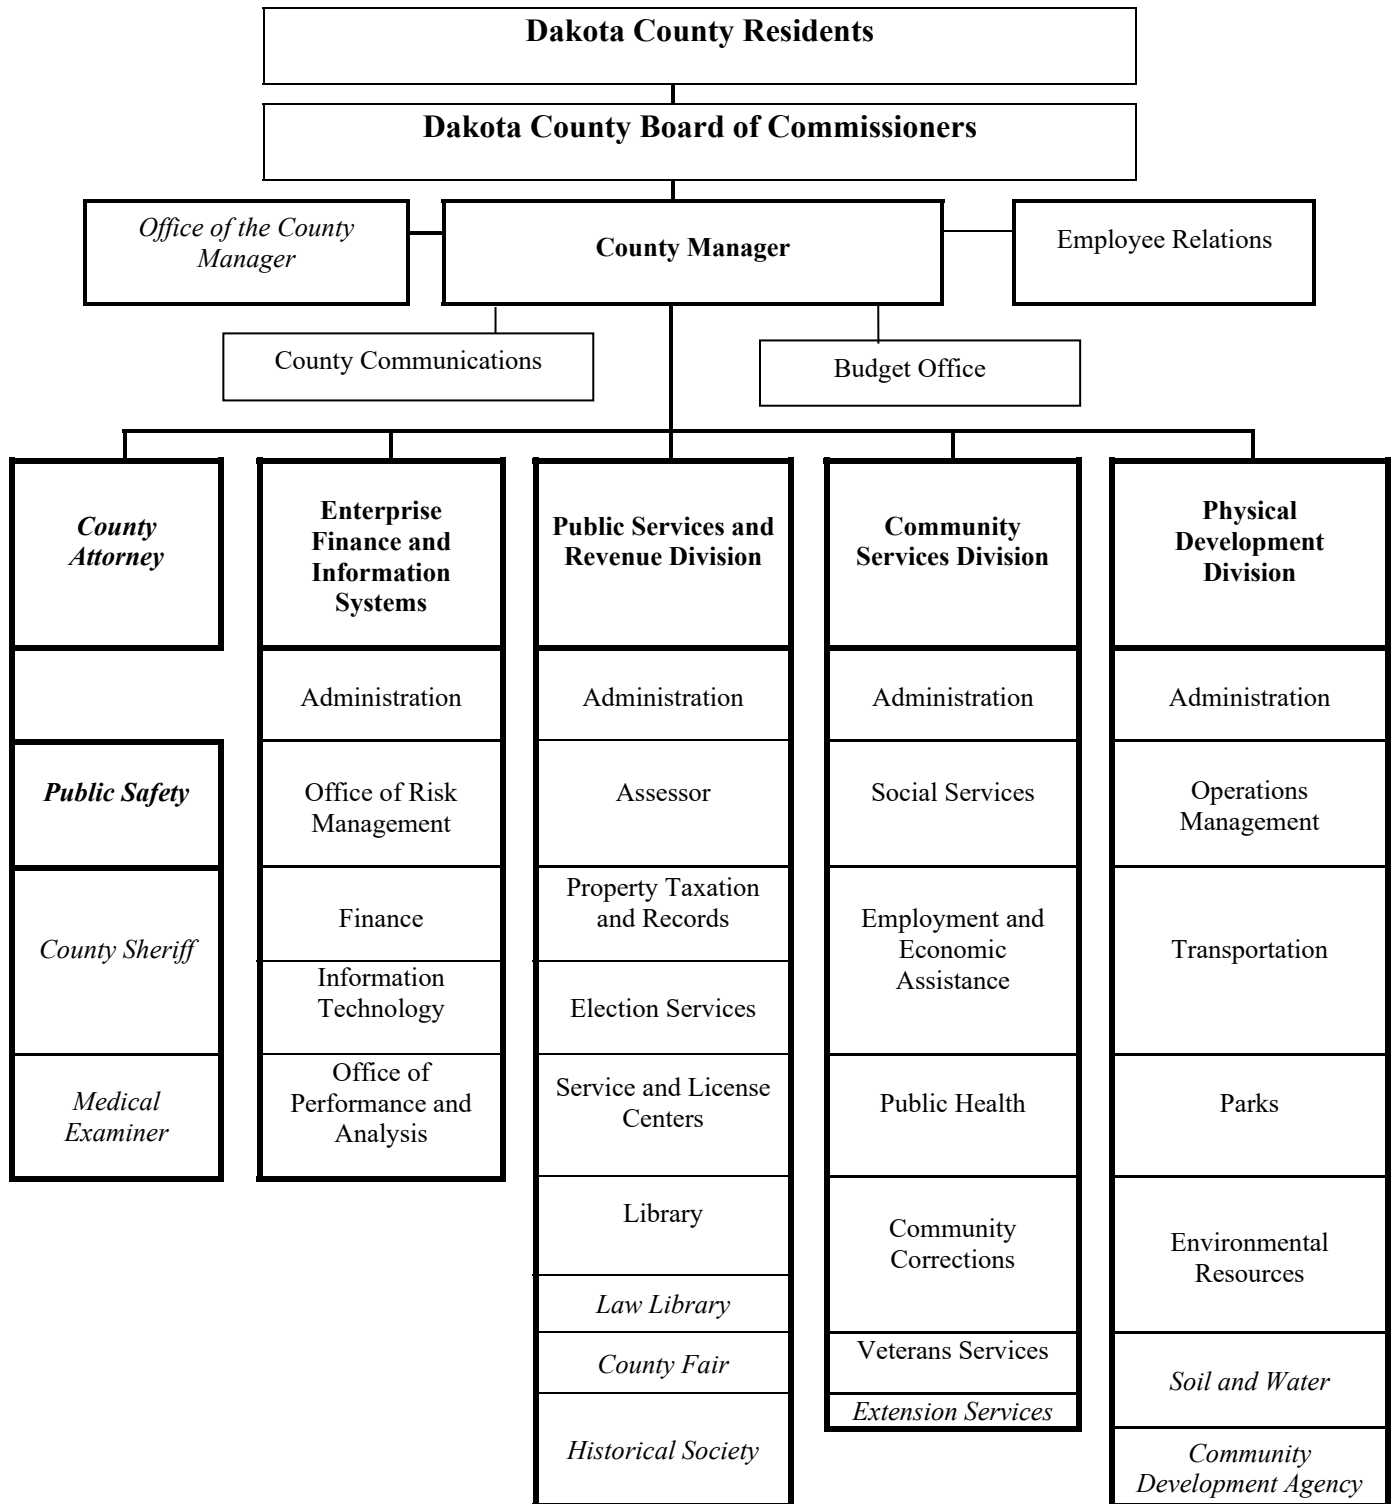 Dakota County Residents
Dakota County Board of Commissioners
Office of the County
Manager
County Manager
Employee Relations
County Communications
Budget Office
County
Attorney
Public Safety
County Sheriff
Medical
Examiner
Enterprise
Finance and
Information
Systems
Administration
Office of Risk
Management
Finance
Information
Technology
Office of
Performance and
Analysis
Public Services and
Revenue Division
Administration
Assessor
Property Taxation
and Records
Election Services
Service and License
Centers
Library
Law Library
County Fair
Historical Society
Community
Services Division
Administration
Social Services
Employment and
Economic
Assistance
Public Health
Community
Corrections
Veterans Services
Extension Services
Physical
Development
Division
Administration
Operations
Management
Transportation
Parks
Environmental
Resources
Soil and Water
Community
Development Agency